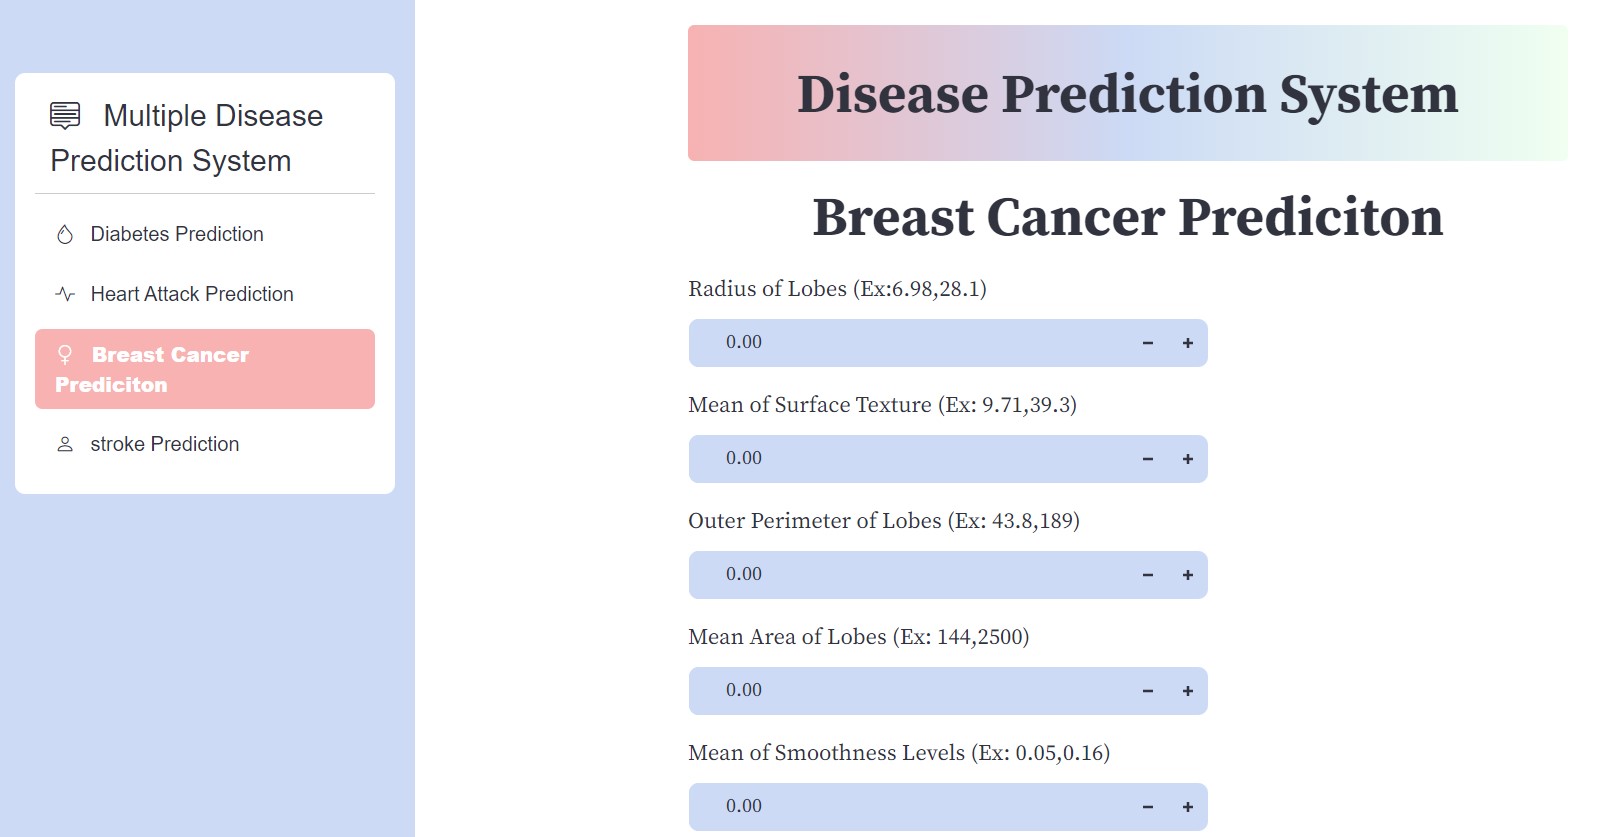 Multiple Disease
Prediction System
Diabetes Prediction
Heart Attack Prediction
Breast Cancer
Prediciton
stroke Prediction
Disease Prediction System
Breast Cancer Prediciton
Radius of Lobes (Ex:6.98,28.1)
0.00
Mean of Surface Texture (Ex: 9.71,39.3)
0.00
Outer Perimeter of Lobes (Ex: 43.8,189)
0.00
Mean Area of Lobes (Ex: 144,2500)
0.00
Mean of Smoothness Levels (Ex: 0.05,0.16)
0.00